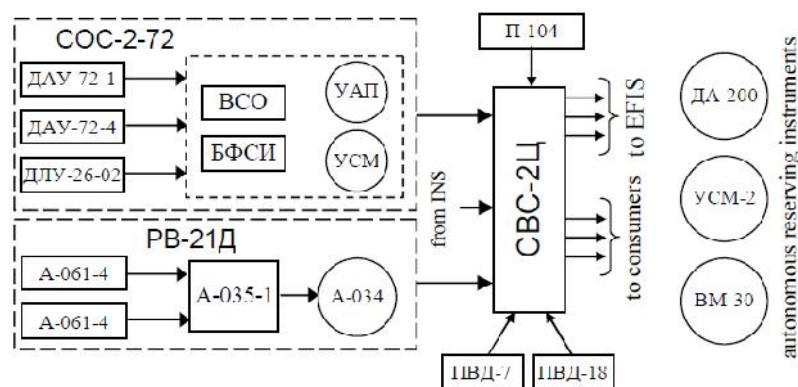 СОС-2-72
ДАУ 72 1
ДАУ-72-4
ДЛУ-26-02
ВСО
УАП
БФСИ
УСМ
РВ-21Д
А-061-4
А-061-4
А-035-1
А-034
from INS
П 104
СВС-2Ц
to EFIS
to consumers
ПВД-7
ПВД-18
ДА 200
УСМ-2
ВМ 30
autonomous reserving instruments